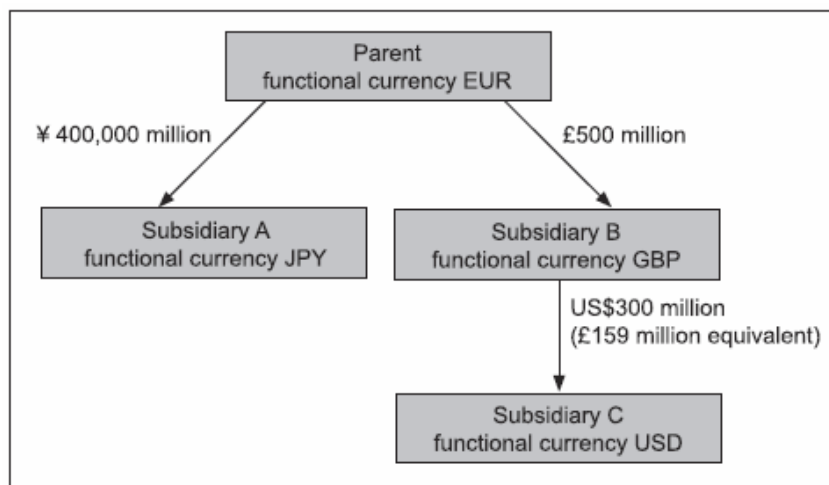 Parent
functional currency EUR
¥ 400,000 million
£500 million
Subsidiary A
functional currency JPY
Subsidiary B
functional currency GBP
US$300 million
(£159 million equivalent)
Subsidiary C
functional currency USD